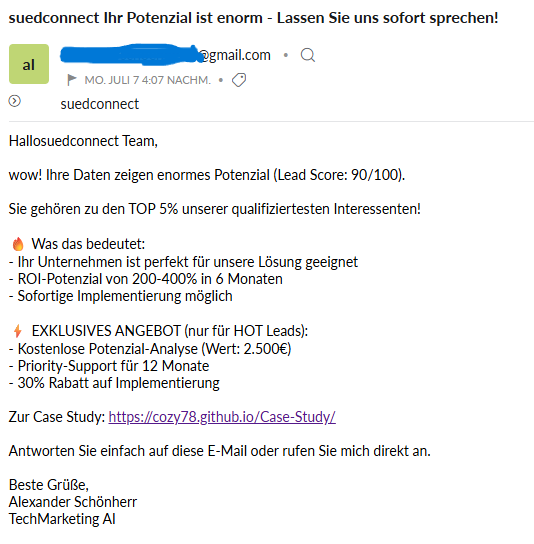 suedconnect Ihr Potenzial ist enorm - Lassen Sie uns sofort sprechen!
al
@gmail.com
MO. JULI 7 4:07 NACHM.
suedconnect
Hallosuedconnect Team,
wow! Ihre Daten zeigen enormes Potenzial (Lead Score: 90/100).
Sie gehören zu den TOP 5% unserer qualifiziertesten Interessenten!
🔥 Was das bedeutet:
- Ihr Unternehmen ist perfekt für unsere Lösung geeignet
- ROI-Potenzial von 200-400% in 6 Monaten
- Sofortige Implementierung möglich
⚡ EXKLUSIVES ANGEBOT (nur für HOT Leads):
- Kostenlose Potenzial-Analyse (Wert: 2.500€)
- Priority-Support für 12 Monate
- 30% Rabatt auf Implementierung
Zur Case Study: https://cozy78.github.io/Case-Study/
Antworten Sie einfach auf diese E-Mail oder rufen Sie mich direkt an.
Beste Grüße,
Alexander Schönherr
TechMarketing AI